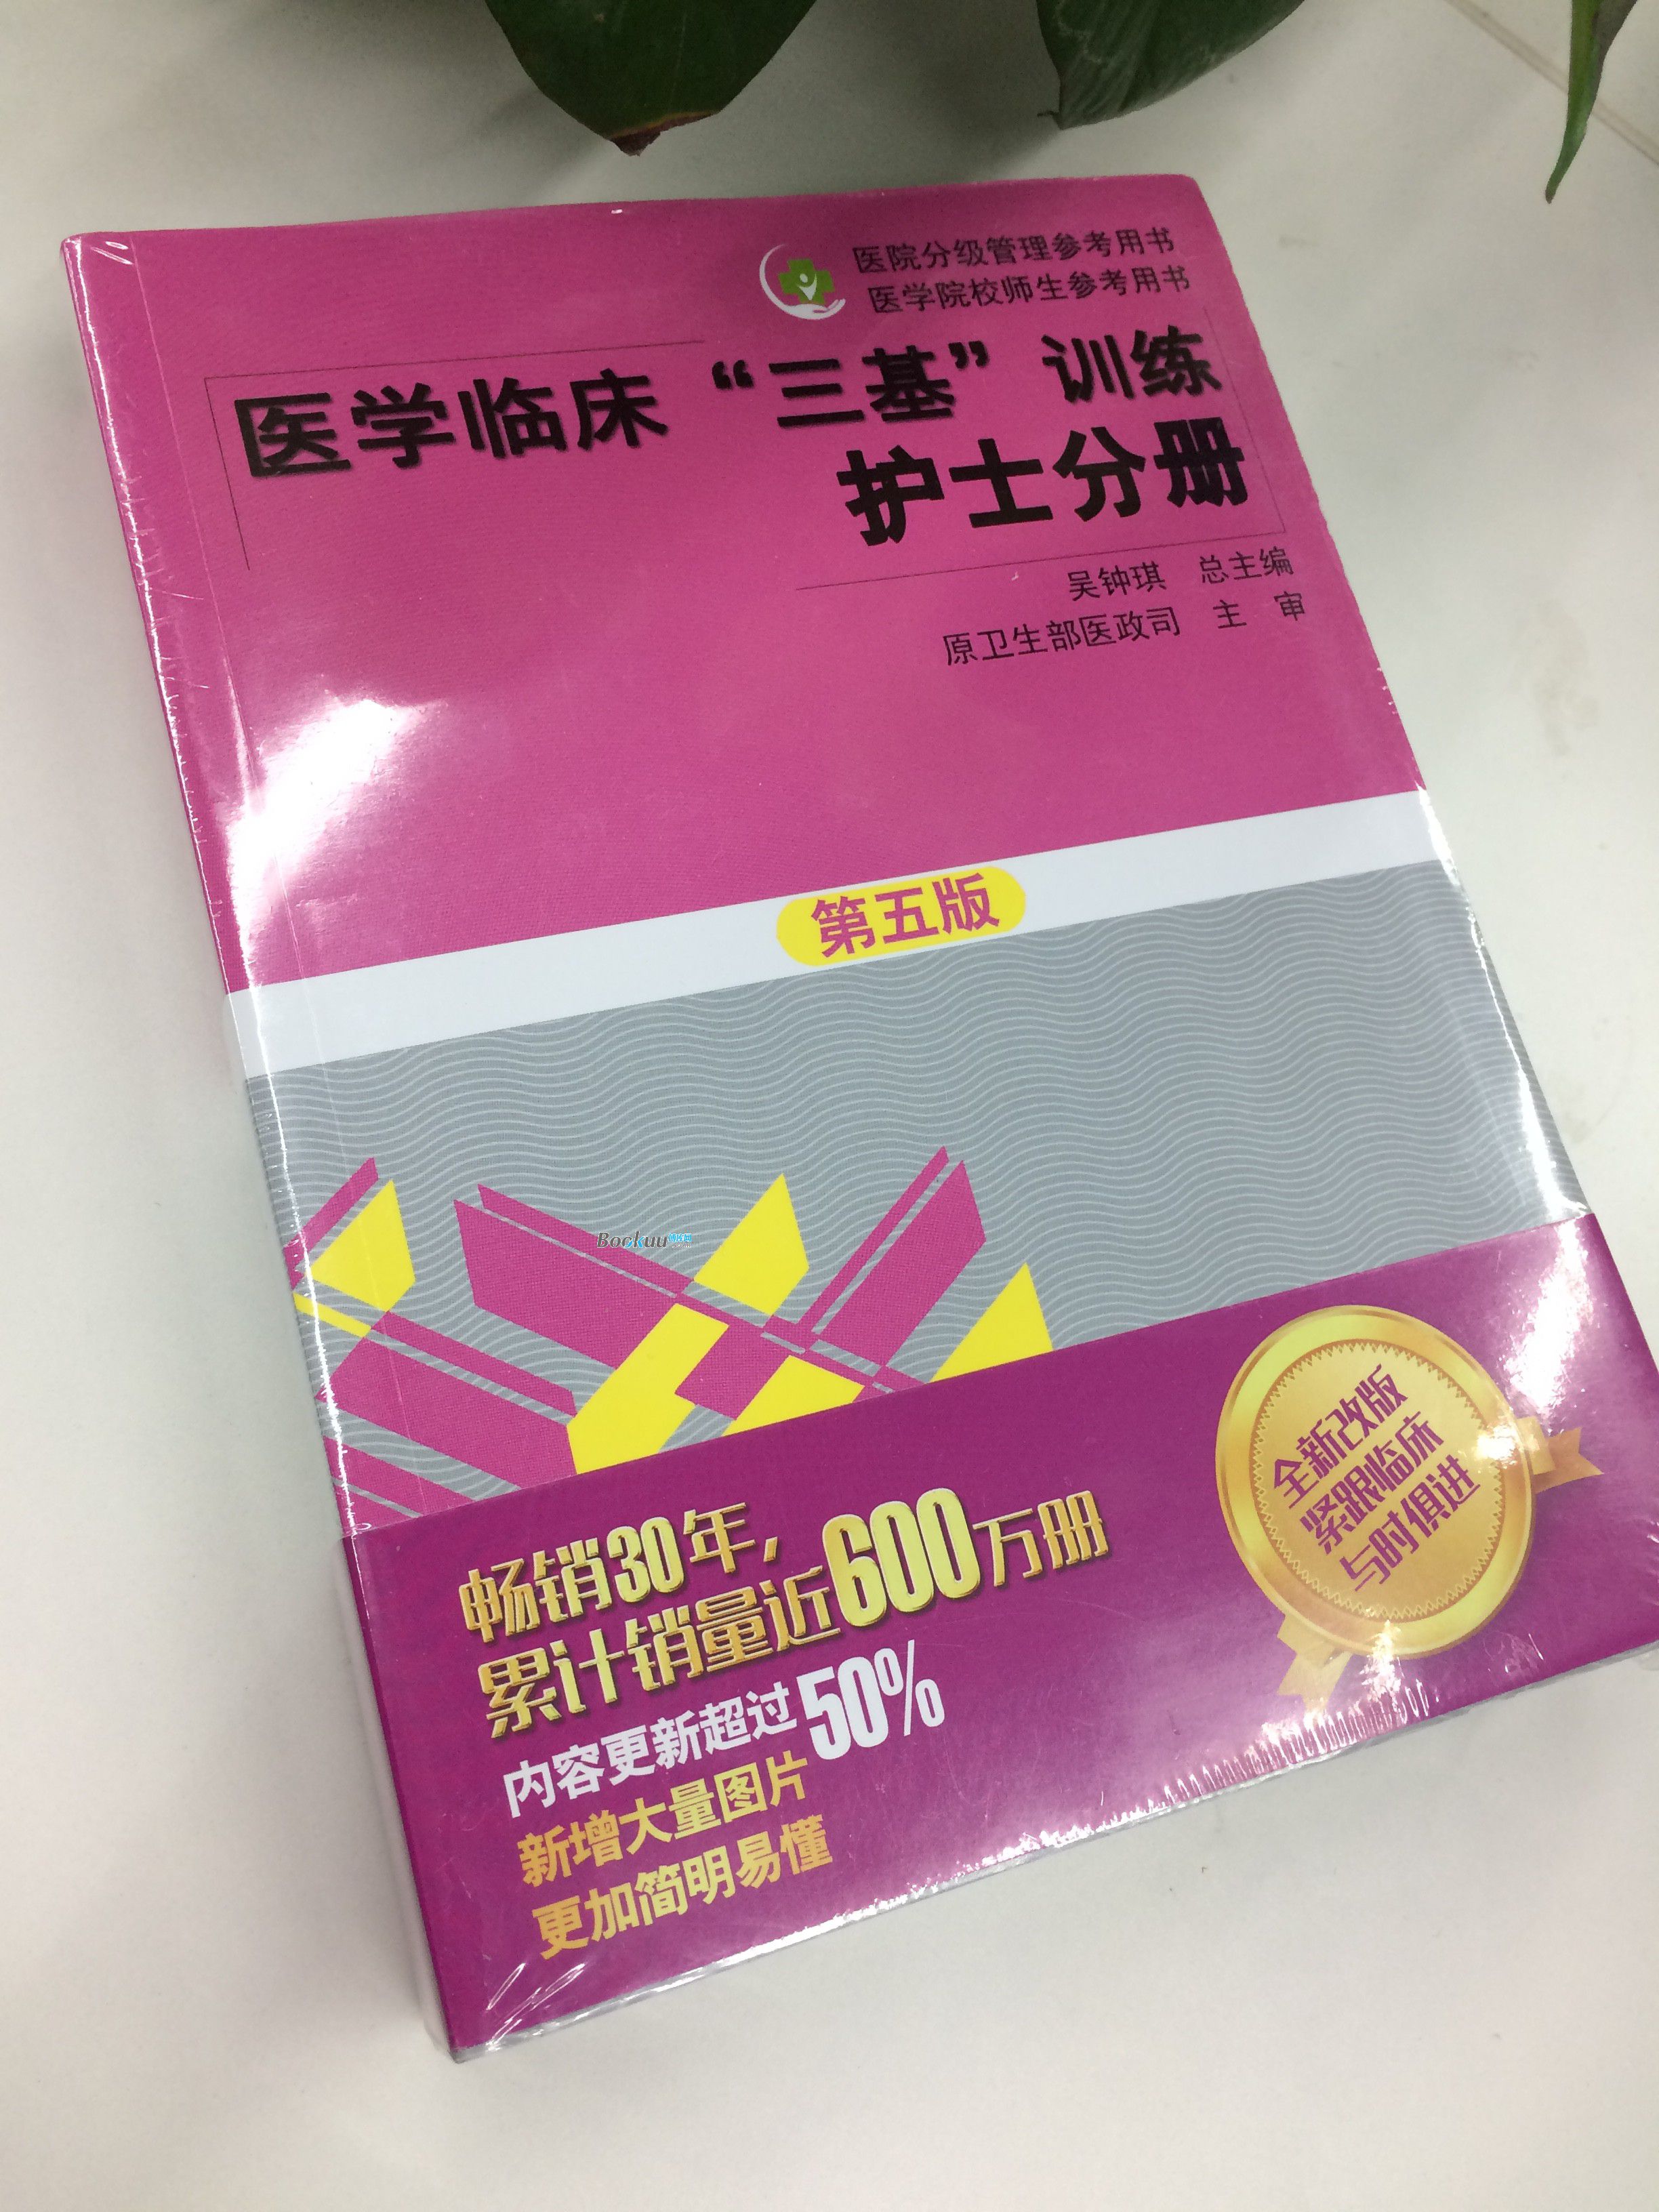 医院分级管理参考用书
医学院校师生参考用书
医学临床“三基”训练
护士分册
吴钟琪 总主编
原卫生部医政司 主 审
第五版
Bookuu
全新改版
紧跟临床
与时俱进
畅销30年，
累计销量近600万册
内容更新超过50%
新增大量图片
更加简明易懂